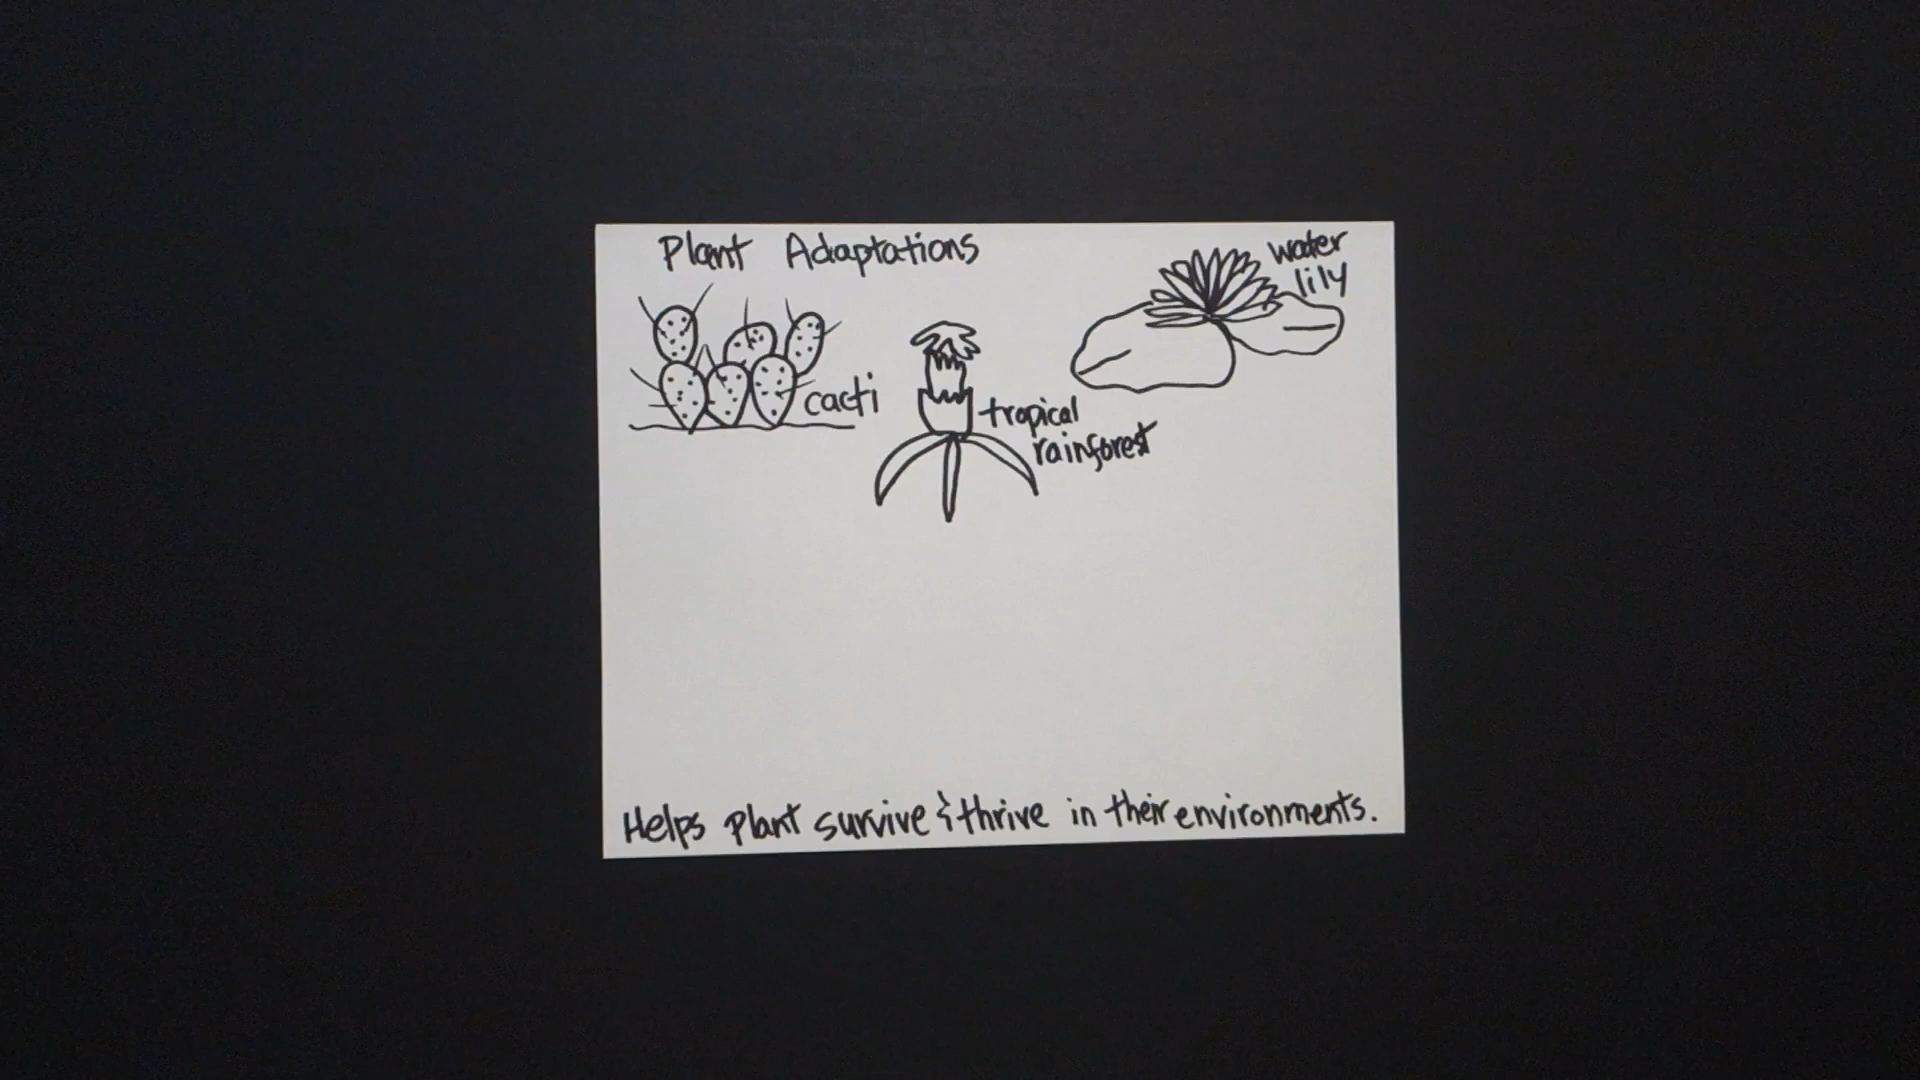 Plant Adaptations
water
lily
cacti
tropical
rainforest
Helps plant survive & thrive in their environments.